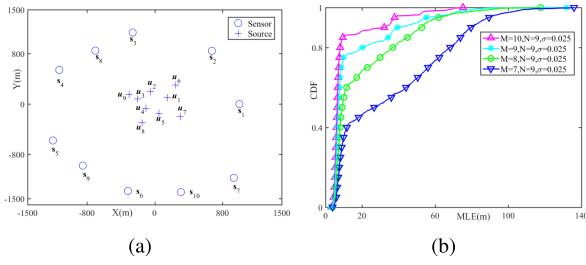 1500
800
0
-800
-1500
Y(m)
-1500
-800
X(m)
0
800
1500
Sensor
Source
s3
s8
s2
s4
u6
u2
u9
u3
u1
s1
u4
u7
u5
u8
s5
s9
s7
s6
s10
(a)
1
0.8
0.4
0
CDF
0
20
40
60
MLE(m)
100
140
M=10,N=9,σ=0.025
M=9,N=9,σ=0.025
M=8,N=9,σ=0.025
M=7,N=9,σ=0.025
(b)